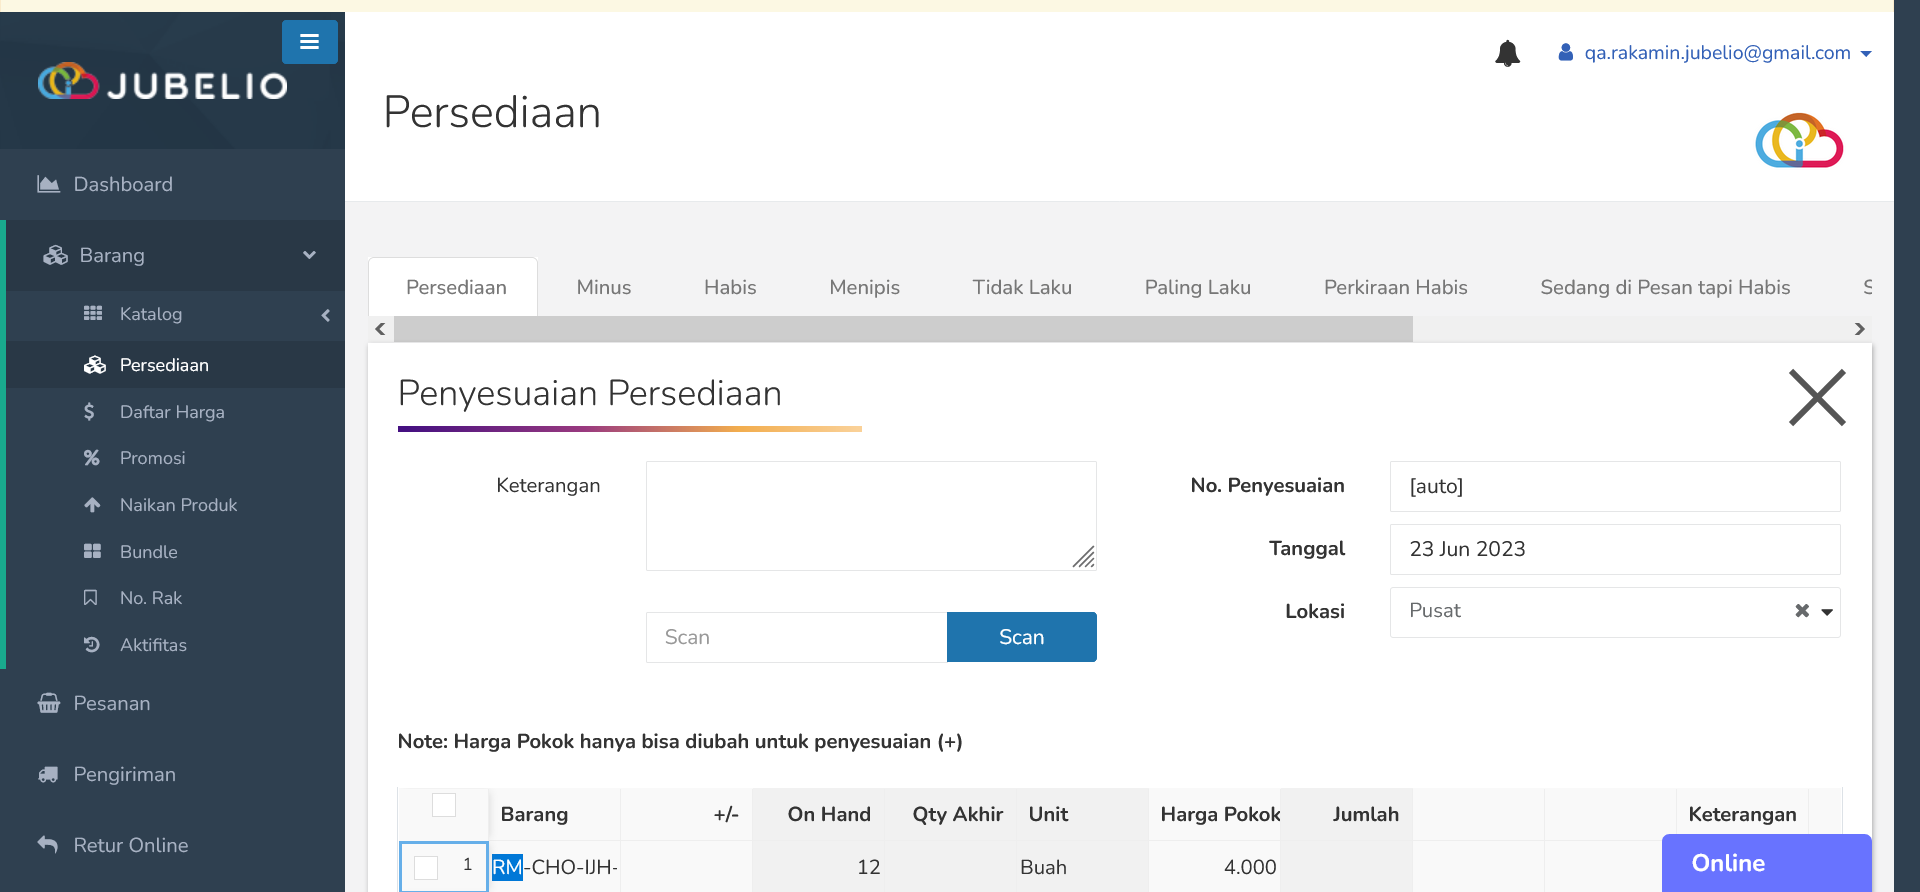 JUBELIO
qa.rakamin.jubelio@gmail.com
Persediaan
Dashboard
Barang
Katalog
Persediaan
Daftar Harga
Promosi
Naikan Produk
Bundle
No. Rak
Aktifitas
Pesanan
Pengiriman
Retur Online
Persediaan Minus Habis Menipis Tidak Laku Paling Laku Perkiraan Habis Sedang di Pesan tapi Habis S
Penyesuaian Persediaan
Keterangan
No. Penyesuaian [auto]
Tanggal 23 Jun 2023
Lokasi Pusat
Scan Scan
Note: Harga Pokok hanya bisa diubah untuk penyesuaian (+)
Barang +/- On Hand Qty Akhir Unit Harga Pokok Jumlah Keterangan
1 RM-CHO-IJH- 12 Buah 4.000
Online